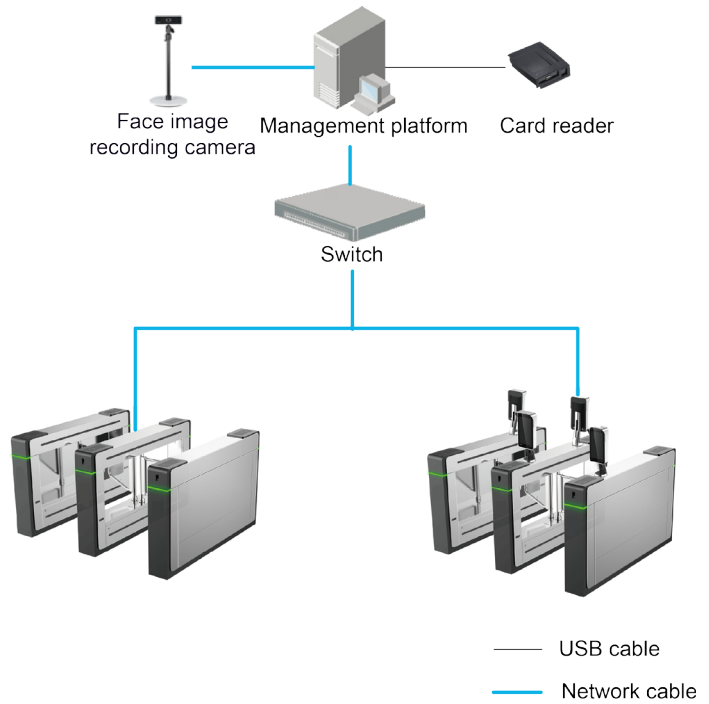 Face image
recording camera
Management platform
Card reader
Switch
USB cable
Network cable